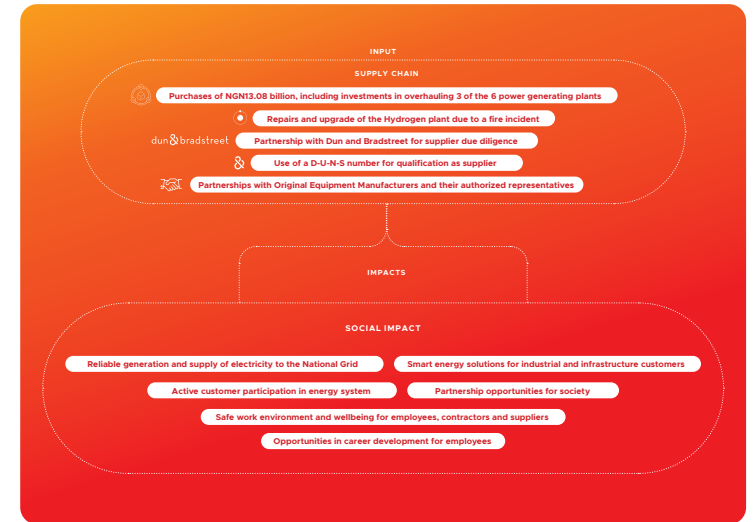 INPUT
SUPPLY CHAIN
Purchases of NGN13.08 billion, including investments in overhauling 3 of the 6 power generating plants
Repairs and upgrade of the Hydrogen plant due to a fire incident
dun&bradstreet Partnership with Dun and Bradstreet for supplier due diligence
& Use of a D-U-N-S number for qualification as supplier
Partnerships with Original Equipment Manufacturers and their authorized representatives
IMPACTS
SOCIAL IMPACT
Reliable generation and supply of electricity to the National Grid Smart energy solutions for industrial and infrastructure customers
Active customer participation in energy system Partnership opportunities for society
Safe work environment and wellbeing for employees, contractors and suppliers
Opportunities in career development for employees